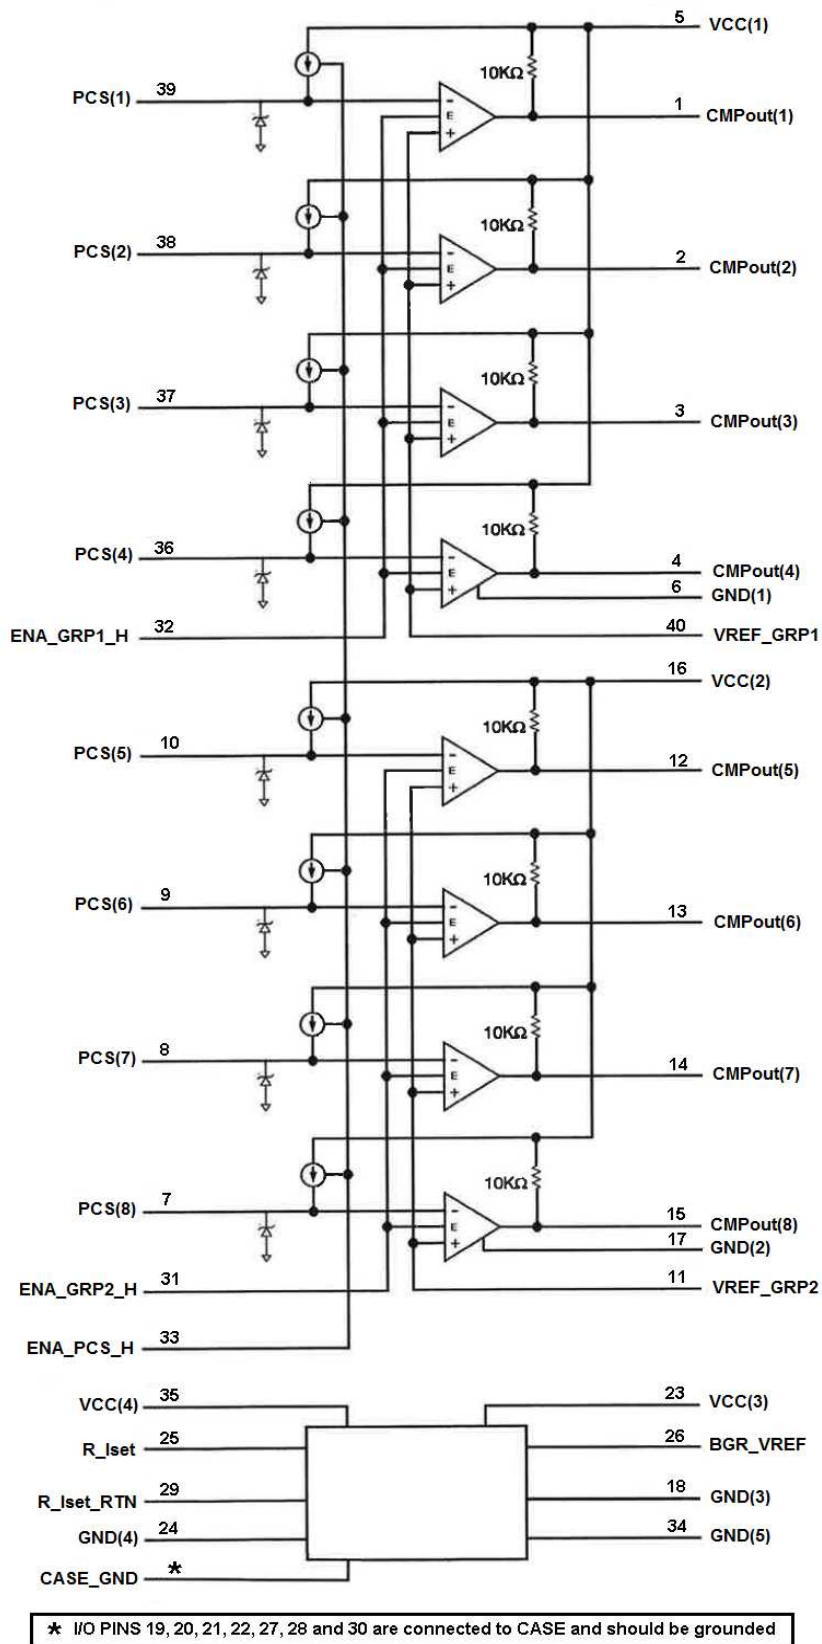 5 VCC(1)
10KΩ
PCS(1) 39
-
E
+
1 CMPout(1)
10KΩ
PCS(2) 38
-
E
+
2 CMPout(2)
10KΩ
PCS(3) 37
-
E
+
3 CMPout(3)
10KΩ
PCS(4) 36
-
E
+
4 CMPout(4)
6 GND(1)
ENA_GRP1_H 32
40 VREF_GRP1
16 VCC(2)
10KΩ
PCS(5) 10
-
E
+
12 CMPout(5)
10KΩ
PCS(6) 9
-
E
+
13 CMPout(6)
10KΩ
PCS(7) 8
-
E
+
14 CMPout(7)
10KΩ
PCS(8) 7
-
E
+
15 CMPout(8)
17 GND(2)
ENA_GRP2_H 31
11 VREF_GRP2
ENA_PCS_H 33
VCC(4) 35
23 VCC(3)
R_Iset 25
26 BGR_VREF
R_Iset_RTN 29
18 GND(3)
GND(4) 24
34 GND(5)
CASE_GND *
* I/O PINS 19, 20, 21, 22, 27, 28 and 30 are connected to CASE and should be grounded